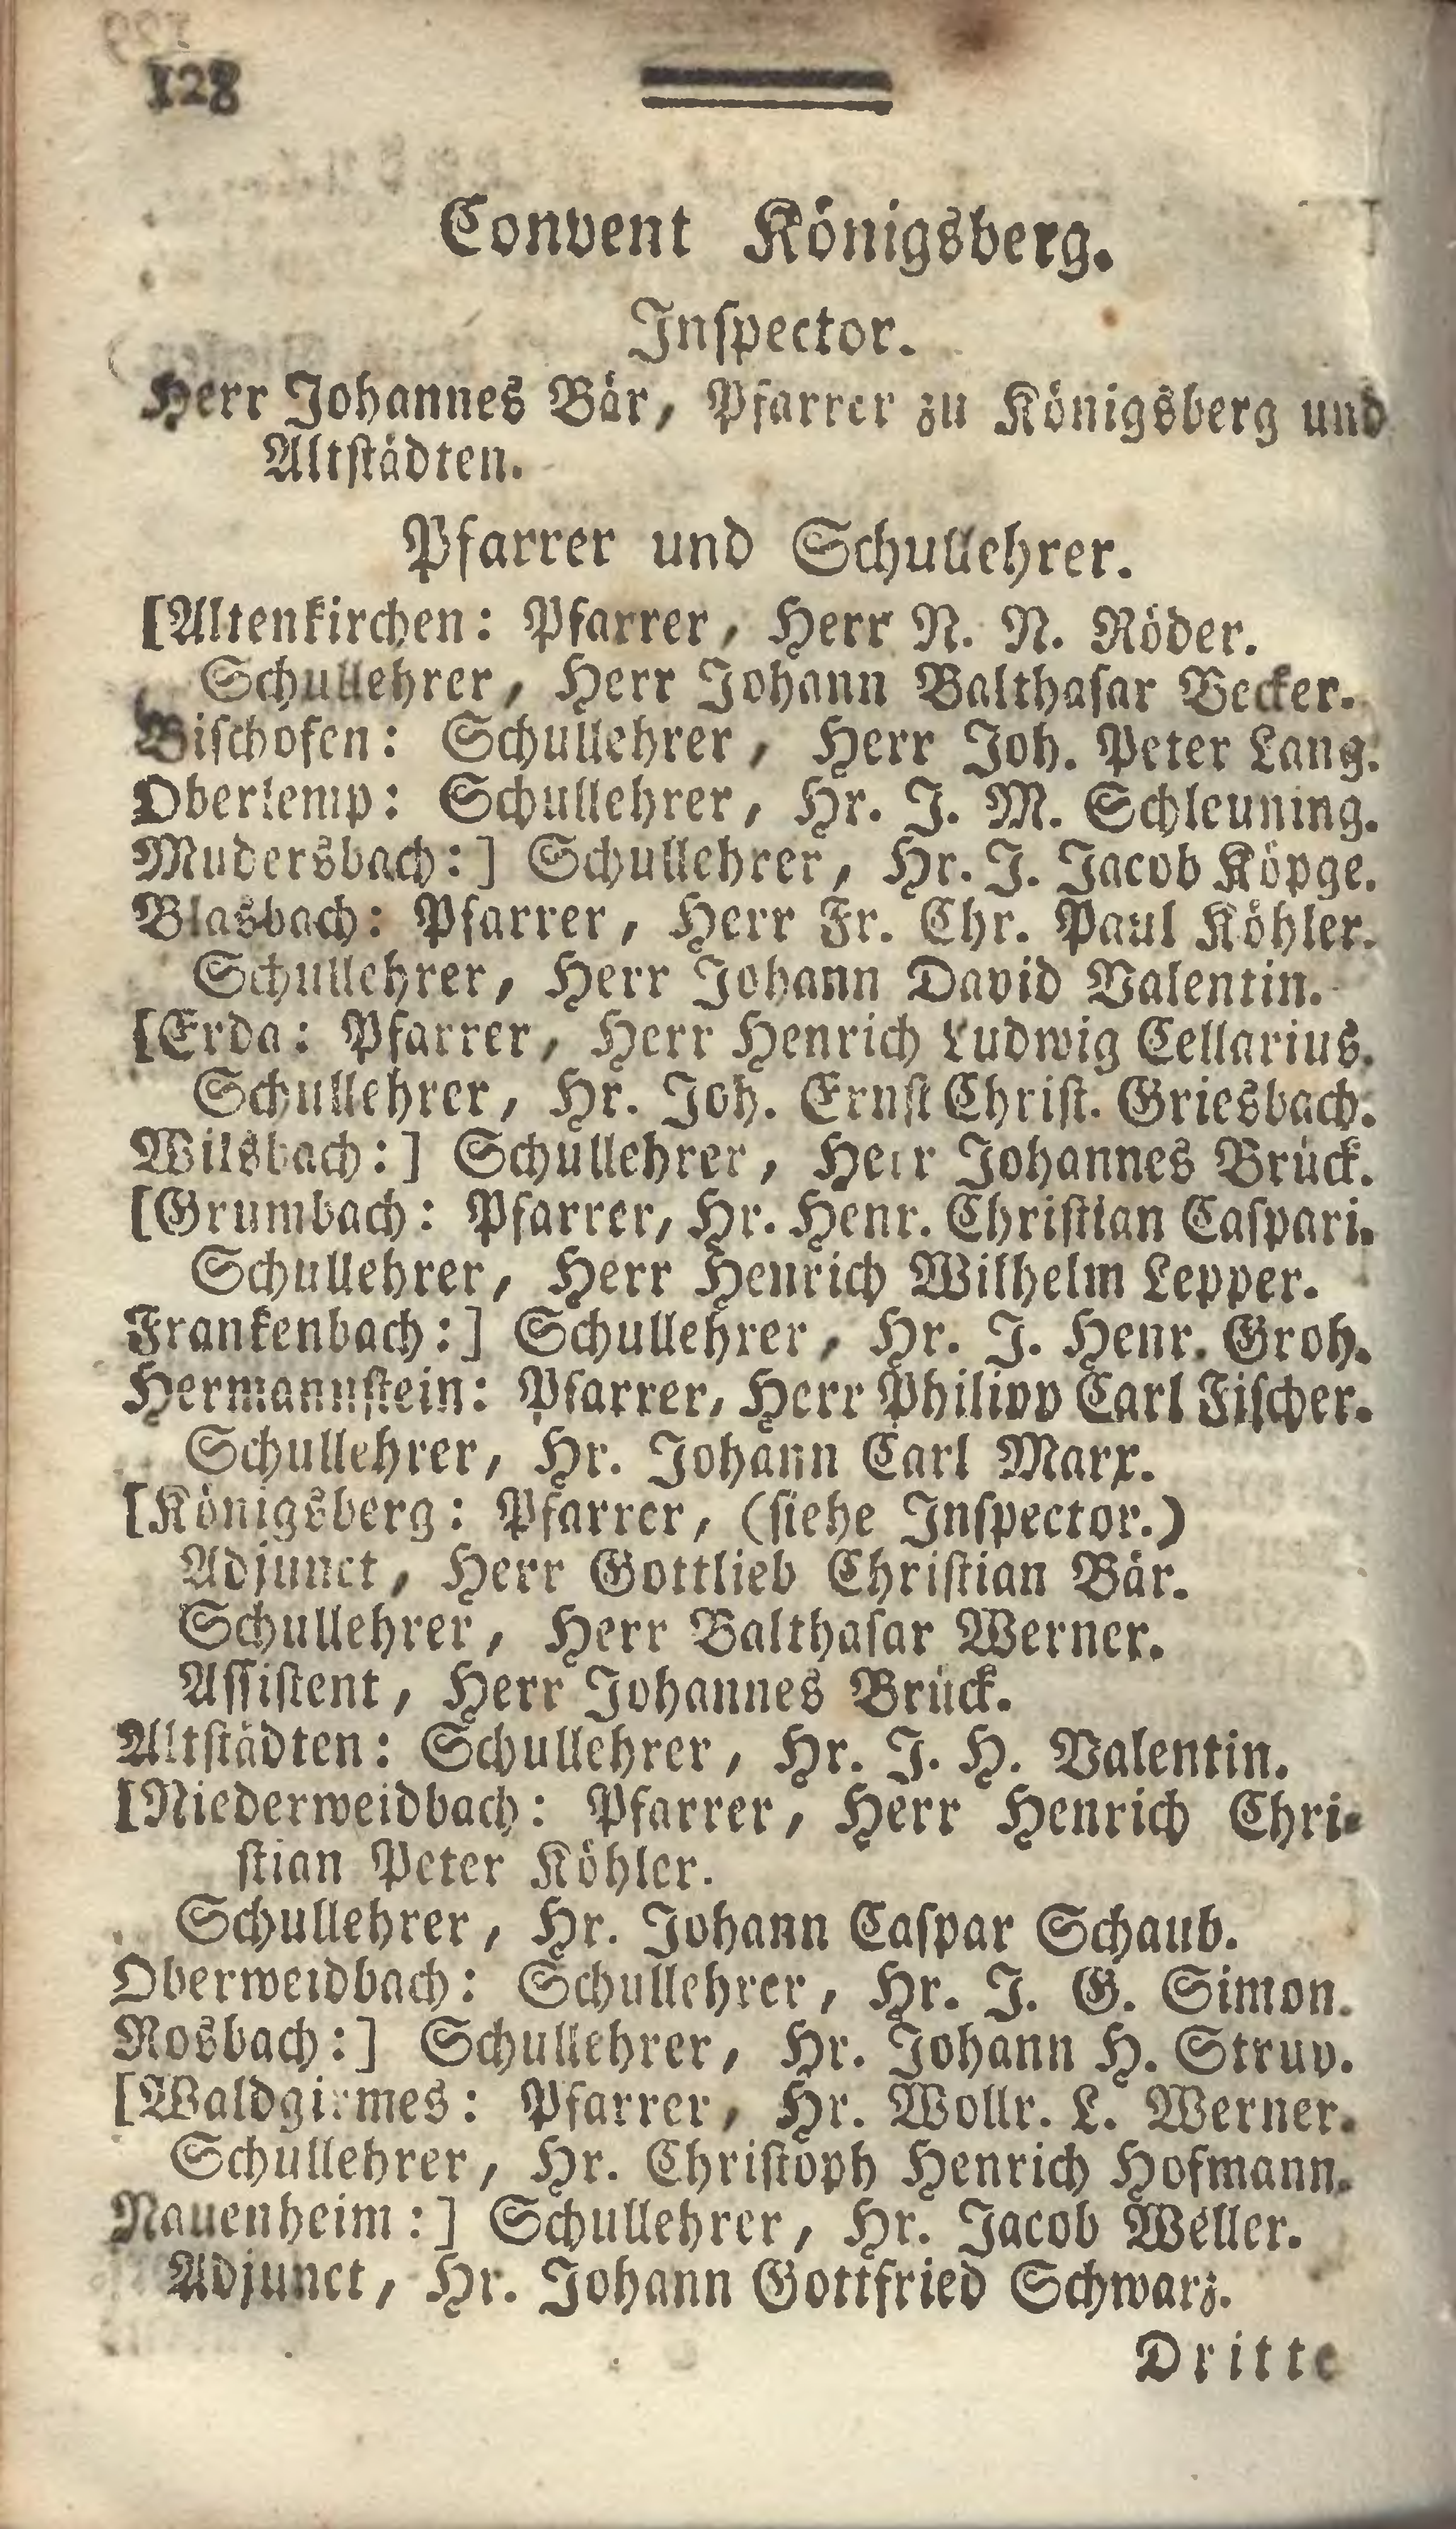 128
Convent Königsberg.
Inspector.
Herr Johannes Bär, Pfarrer zu Königsberg und
Altstädten.
Pfarrer und Schullehrer.
[Altenkirchen: Pfarrer, Herr N. N. Röder.
Schullehrer, Herr Johann Balthasar Becker.
Bischofen: Schullehrer, Herr Joh. Peter Lang.
Oberlemp: Schullehrer, Hr. J. M. Schleuning.
Mudersbach:] Schullehrer, Hr. J. Jacob Köpge.
Blasbach: Pfarrer, Herr Fr. Chr. Paul Köhler.
Schullehrer, Herr Johann David Valentin.
[Erda: Pfarrer, Herr Henrich Ludwig Cellarius.
Schullehrer, Hr. Joh. Ernst Christ. Griesbach.
Wilsbach:] Schullehrer, Herr Johannes Brück.
[Grumbach: Pfarrer, Hr. Henr. Christian Caspari.
Schullehrer, Herr Henrich Wilhelm Lepper.
Frankenbach:] Schullehrer, Hr. J. Henr. Groh.
Hermannstein: Pfarrer, Herr Philipp Carl Fischer.
Schullehrer, Hr. Johann Carl Marx.
[Königsberg: Pfarrer, (siehe Inspector.)
Adjunct, Herr Gottlieb Christian Bär.
Schullehrer, Herr Balthasar Werner.
Assistent, Herr Johannes Brück.
Altstädten: Schullehrer, Hr. J. H. Valentin.
[Niederweidbach: Pfarrer, Herr Henrich Chri-
stian Peter Köhler.
Schullehrer, Hr. Johann Caspar Schaub.
Oberweidbach: Schullehrer, Hr. J. G. Simon.
Rosbach:] Schullehrer, Hr. Johann H. Struv.
[Waldgirmes: Pfarrer, Hr. Wollr. L. Werner.
Schullehrer, Hr. Christoph Henrich Hofmann.
Nauenheim:] Schullehrer, Hr. Jacob Weller.
Adjunct, Hr. Johann Gottfried Schwarz.
Dritte